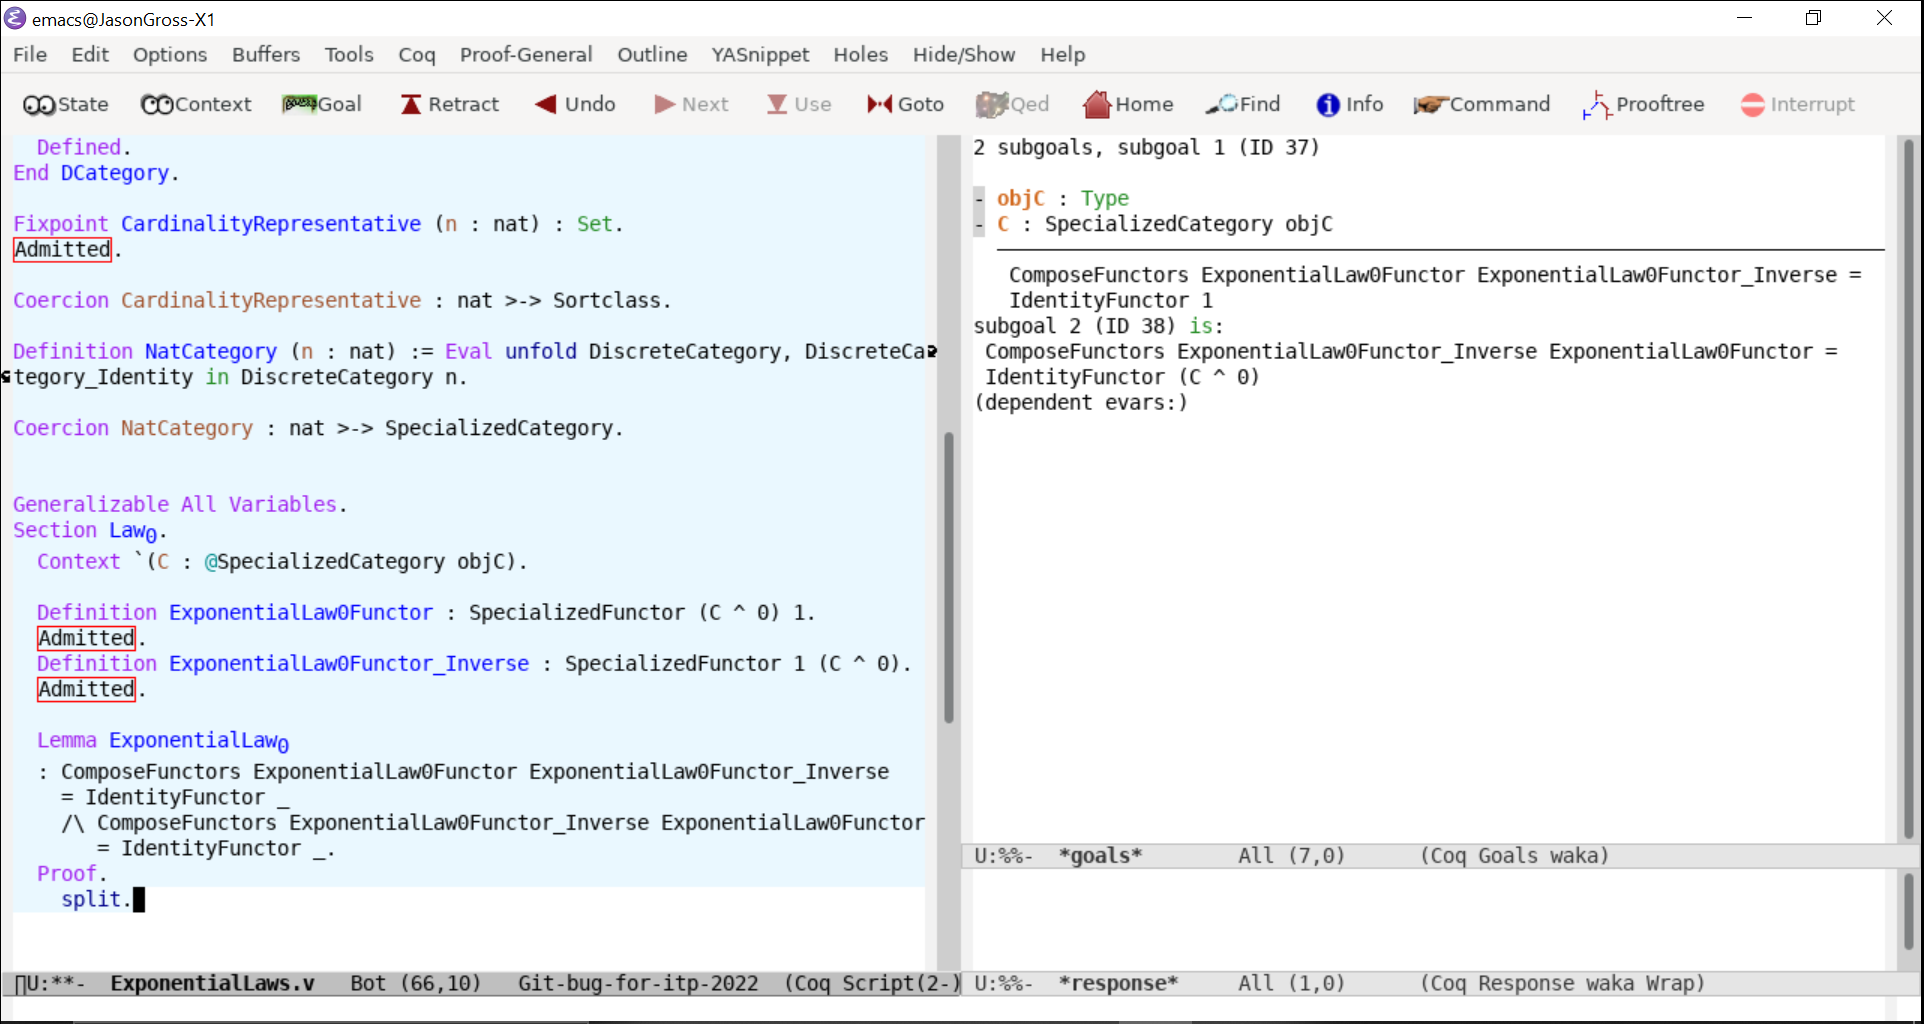 emacs@JasonGross-X1
File Edit Options Buffers Tools Coq Proof-General Outline YASnippet Holes Hide/Show Help
State Context Goal Retract Undo Next Use Goto Qed Home Find Info Command Prooftree Interrupt
Defined.
End DCategory.
Fixpoint CardinalityRepresentative (n : nat) : Set.
Admitted.
Coercion CardinalityRepresentative : nat >-> Sortclass.
Definition NatCategory (n : nat) := Eval unfold DiscreteCategory, DiscreteCa
tegory_Identity in DiscreteCategory n.
Coercion NatCategory : nat >-> SpecializedCategory.
Generalizable All Variables.
Section Law0.
Context `(C : @SpecializedCategory objC).
Definition ExponentialLaw0Functor : SpecializedFunctor (C ^ 0) 1.
Admitted.
Definition ExponentialLaw0Functor_Inverse : SpecializedFunctor 1 (C ^ 0).
Admitted.
Lemma ExponentialLaw0
: ComposeFunctors ExponentialLaw0Functor ExponentialLaw0Functor_Inverse
= IdentityFunctor _
/\ ComposeFunctors ExponentialLaw0Functor_Inverse ExponentialLaw0Functor
= IdentityFunctor _.
Proof.
split.
U:**- ExponentialLaws.v Bot (66,10) Git-bug-for-itp-2022 (Coq Script(2-)
2 subgoals, subgoal 1 (ID 37)
- objC : Type
- C : SpecializedCategory objC
ComposeFunctors ExponentialLaw0Functor ExponentialLaw0Functor_Inverse =
IdentityFunctor 1
subgoal 2 (ID 38) is:
ComposeFunctors ExponentialLaw0Functor_Inverse ExponentialLaw0Functor =
IdentityFunctor (C ^ 0)
(dependent evars:)
U:%%- *goals* All (7,0) (Coq Goals waka)
U:%%- *response* All (1,0) (Coq Response waka Wrap)